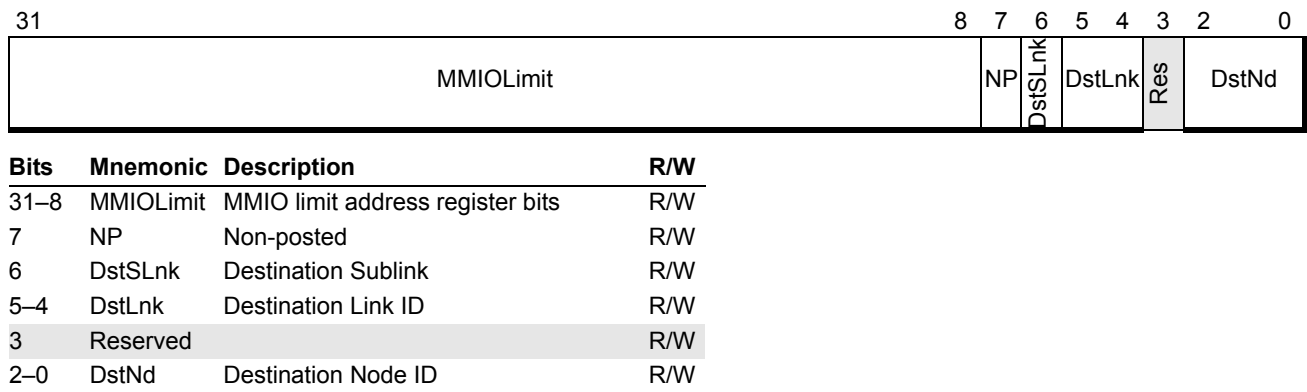 31 8 7 6 5 4 3 2 0
MMIOLimit NP DstSLnk DstLnk Res DstNd
Bits Mnemonic Description R/W
31–8 MMIOLimit MMIO limit address register bits R/W
7 NP Non-posted R/W
6 DstSLnk Destination Sublink R/W
5–4 DstLnk Destination Link ID R/W
3 Reserved R/W
2–0 DstNd Destination Node ID R/W